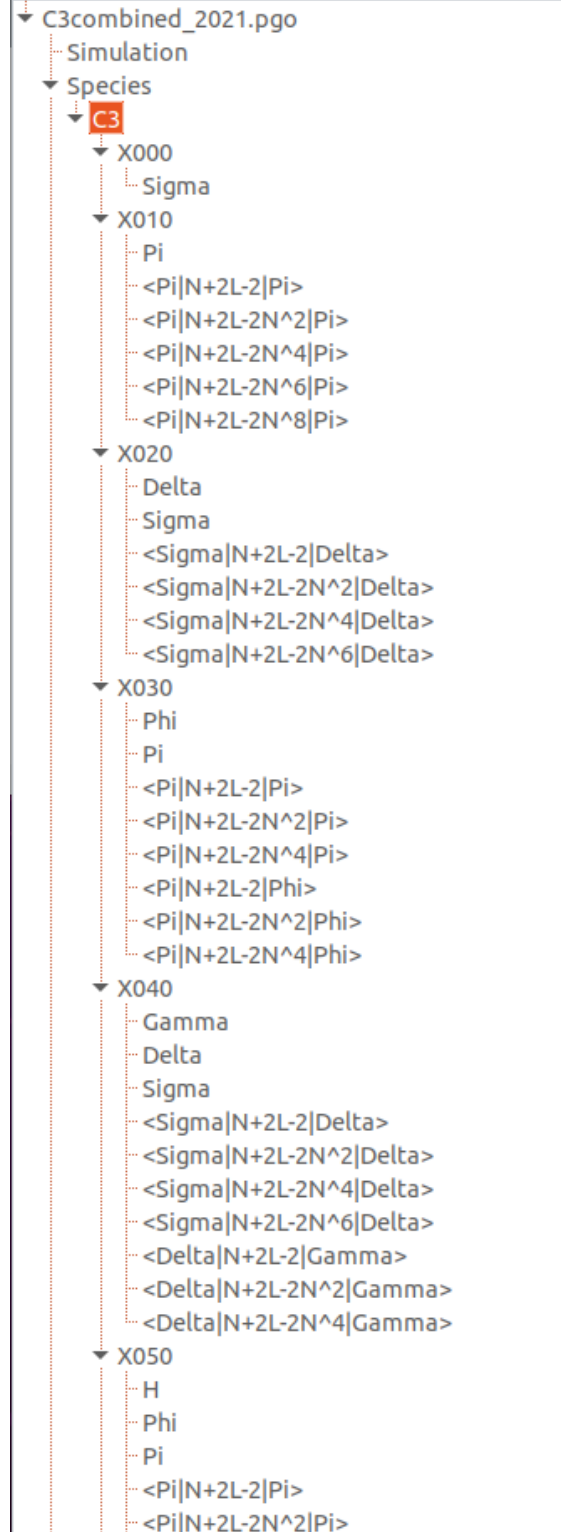 C3combined_2021.pgo
Simulation
Species
C3
X000
Sigma
X010
Pi
<Pi|N+2L-2|Pi>
<Pi|N+2L-2N^2|Pi>
<Pi|N+2L-2N^4|Pi>
<Pi|N+2L-2N^6|Pi>
<Pi|N+2L-2N^8|Pi>
X020
Delta
Sigma
<Sigma|N+2L-2|Delta>
<Sigma|N+2L-2N^2|Delta>
<Sigma|N+2L-2N^4|Delta>
<Sigma|N+2L-2N^6|Delta>
X030
Phi
Pi
<Pi|N+2L-2|Pi>
<Pi|N+2L-2N^2|Pi>
<Pi|N+2L-2N^4|Pi>
<Pi|N+2L-2|Phi>
<Pi|N+2L-2N^2|Phi>
<Pi|N+2L-2N^4|Phi>
X040
Gamma
Delta
Sigma
<Sigma|N+2L-2|Delta>
<Sigma|N+2L-2N^2|Delta>
<Sigma|N+2L-2N^4|Delta>
<Sigma|N+2L-2N^6|Delta>
<Delta|N+2L-2|Gamma>
<Delta|N+2L-2N^2|Gamma>
<Delta|N+2L-2N^4|Gamma>
X050
H
Phi
Pi
<Pi|N+2L-2|Pi>
<Pi|N+2L-2N^2|Pi>